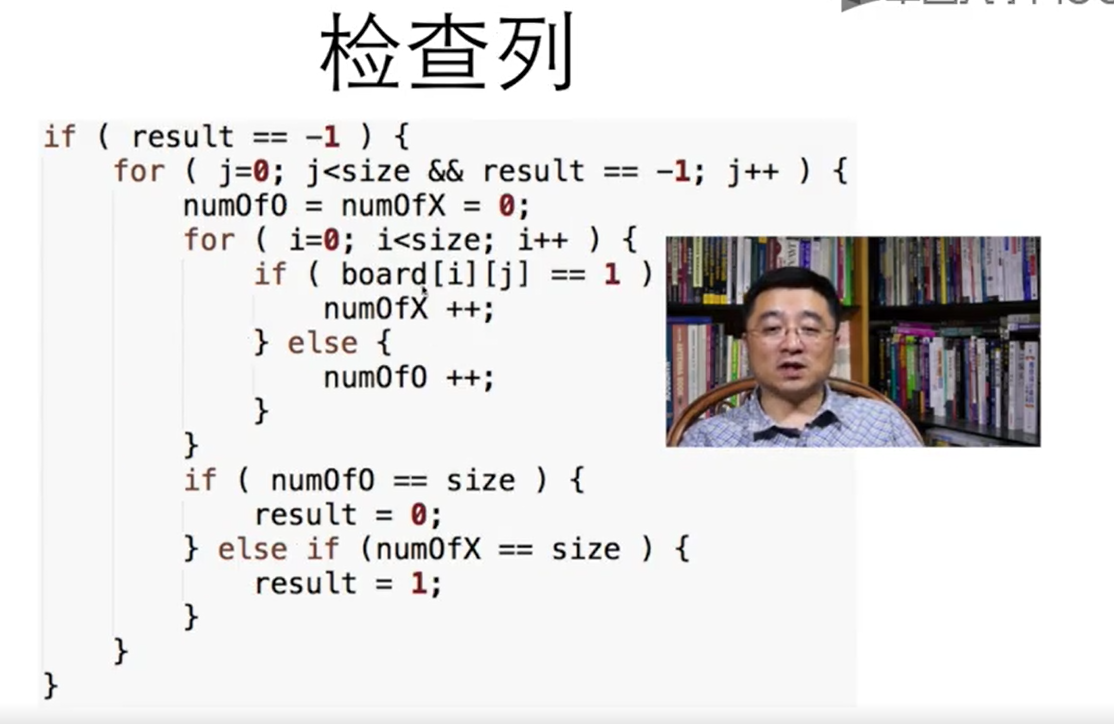 检查列
if ( result == -1 ) {
for ( j=0; j<size && result == -1; j++ ) {
numOfO = numOfX = 0;
for ( i=0; i<size; i++ ) {
if ( board[i][j] == 1 )
numOfX ++;
} else {
numOfO ++;
}
}
if ( numOfO == size ) {
result = 0;
} else if (numOfX == size ) {
result = 1;
}
}
}